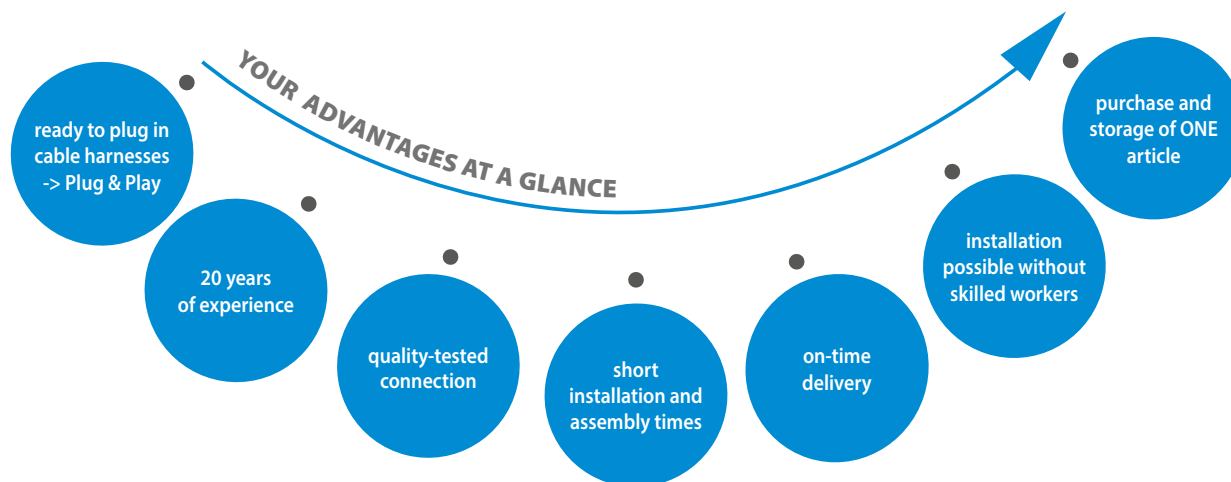 YOUR ADVANTAGES AT A GLANCE
ready to plug in
cable harnesses
-> Plug & Play
20 years
of experience
quality-tested
connection
short
installation and
assembly times
on-time
delivery
installation
possible without
skilled workers
purchase and
storage of ONE
article